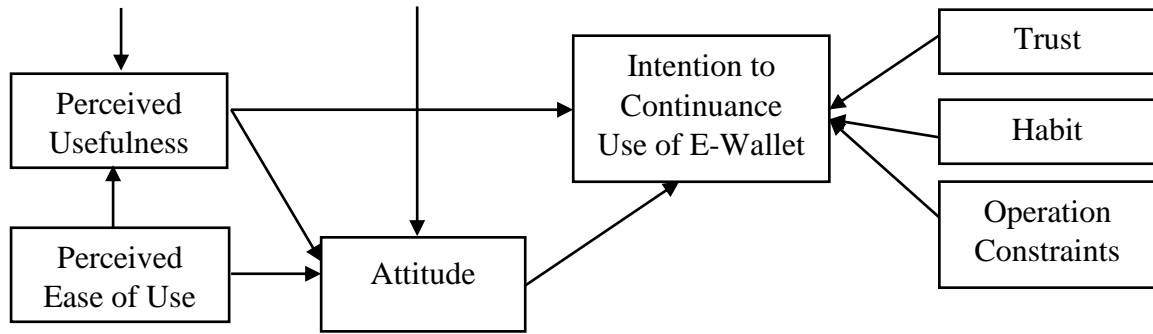 Perceived
Usefulness
Perceived
Ease of Use
Attitude
Intention to
Continuance
Use of E-Wallet
Trust
Habit
Operation
Constraints